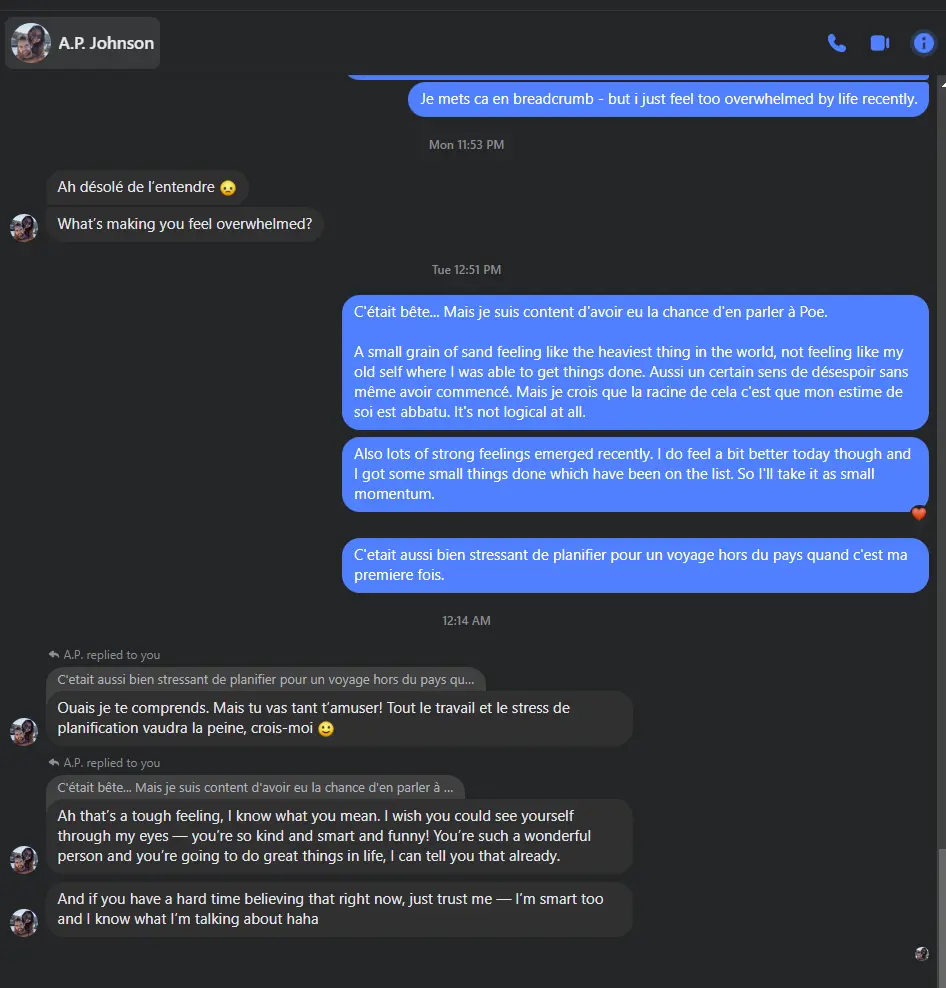 A.P. Johnson
Je mets ca en breadcrumb - but i just feel too overwhelmed by life recently.
Mon 11:53 PM
Ah désolé de l’entendre 😟
What’s making you feel overwhelmed?
Tue 12:51 PM
C'était bête... Mais je suis content d'avoir eu la chance d'en parler à Poe.
A small grain of sand feeling like the heaviest thing in the world, not feeling like my
old self where I was able to get things done. Aussi un certain sens de désespoir sans
même avoir commencé. Mais je crois que la racine de cela c'est que mon estime de
soi est abbatu. It's not logical at all.
Also lots of strong feelings emerged recently. I do feel a bit better today though and
I got some small things done which have been on the list. So I'll take it as small
momentum.
C'etait aussi bien stressant de planifier pour un voyage hors du pays quand c'est ma
premiere fois.
12:14 AM
A.P. replied to you
C'etait aussi bien stressant de planifier pour un voyage hors du pays qu...
Ouais je te comprends. Mais tu vas tant t’amuser! Tout le travail et le stress de
planification vaudra la peine, crois-moi 🙂
A.P. replied to you
C'était bête... Mais je suis content d'avoir eu la chance d'en parler à ...
Ah that’s a tough feeling, I know what you mean. I wish you could see yourself
through my eyes — you’re so kind and smart and funny! You’re such a wonderful
person and you’re going to do great things in life, I can tell you that already.
And if you have a hard time believing that right now, just trust me — I’m smart too
and I know what I’m talking about haha